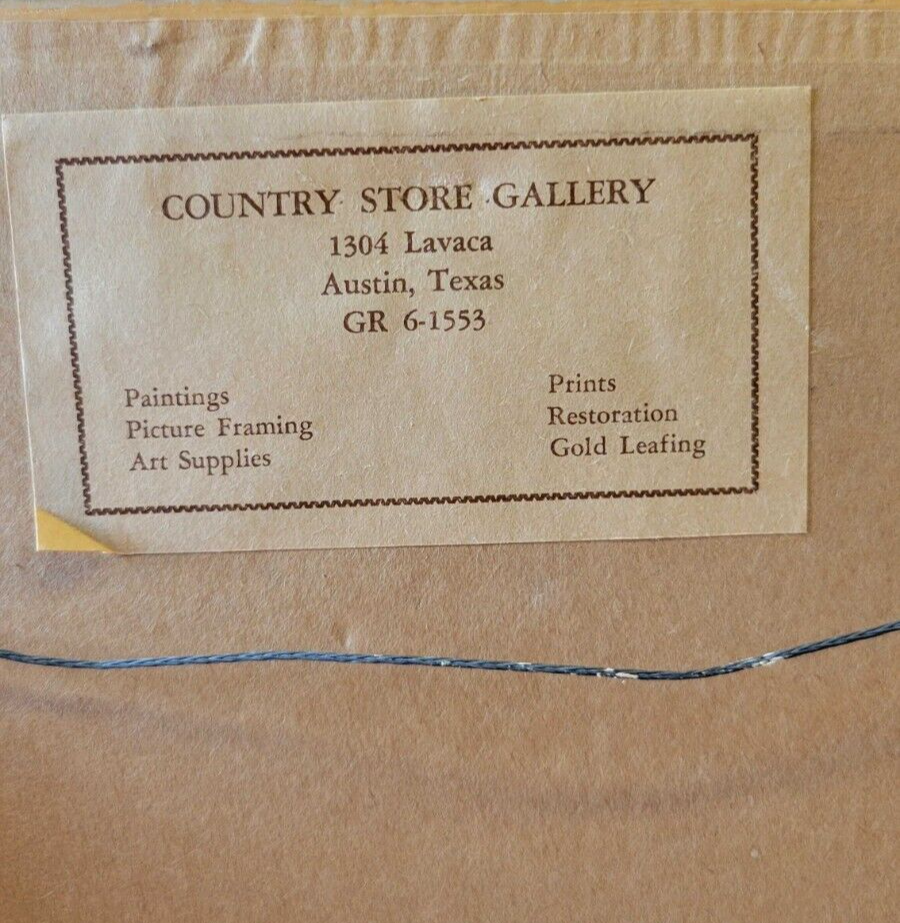 COUNTRY STORE GALLERY
1304 Lavaca
Austin, Texas
GR 6-1553
Paintings
Picture Framing
Art Supplies
Prints
Restoration
Gold Leafing